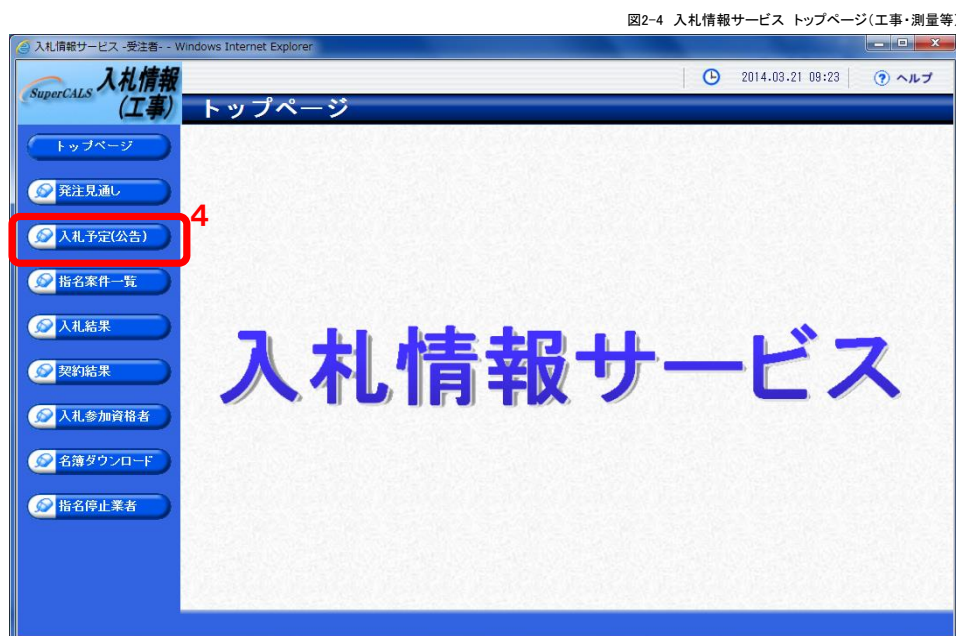 図2-4 入札情報サービス トップページ(工事・測量等)
入札情報サービス -受注者- - Windows Internet Explorer
SuperCALS 入札情報
(工事)
2014.03.21 09:23
ヘルプ
トップページ
トップページ
発注見通し
4
入札予定(公告)
指名案件一覧
入札結果
契約結果
入札参加資格者
名簿ダウンロード
指名停止業者
入札情報サービス